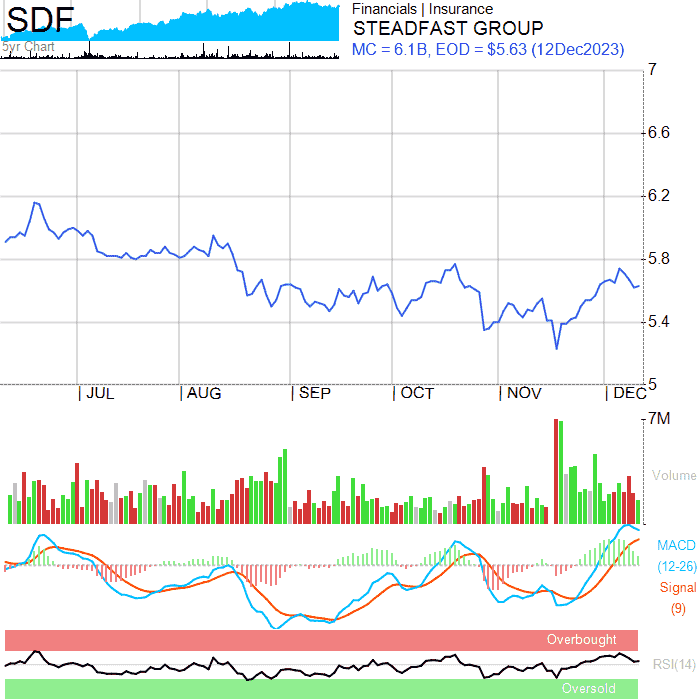 SDF
5yr Chart
Financials | Insurance
STEADFAST GROUP
MC = 6.1B, EOD = $5.63 (12Dec2023)
7
6.6
6.2
5.8
5.4
5
| JUL | AUG | SEP | OCT | NOV | DEC
7M
Volume
MACD
(12-26)
Signal
(9)
Overbought
RSI(14)
Oversold